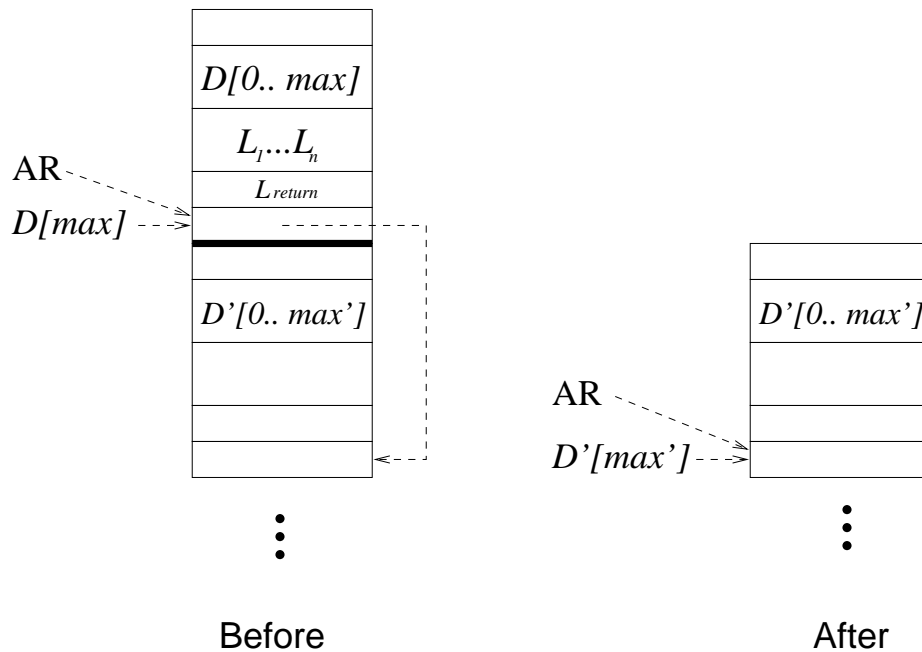 D[0.. max]
L1...Ln
AR
Lreturn
D[max]
D'[0.. max']
D'[0.. max']
AR
D'[max']
Before
After